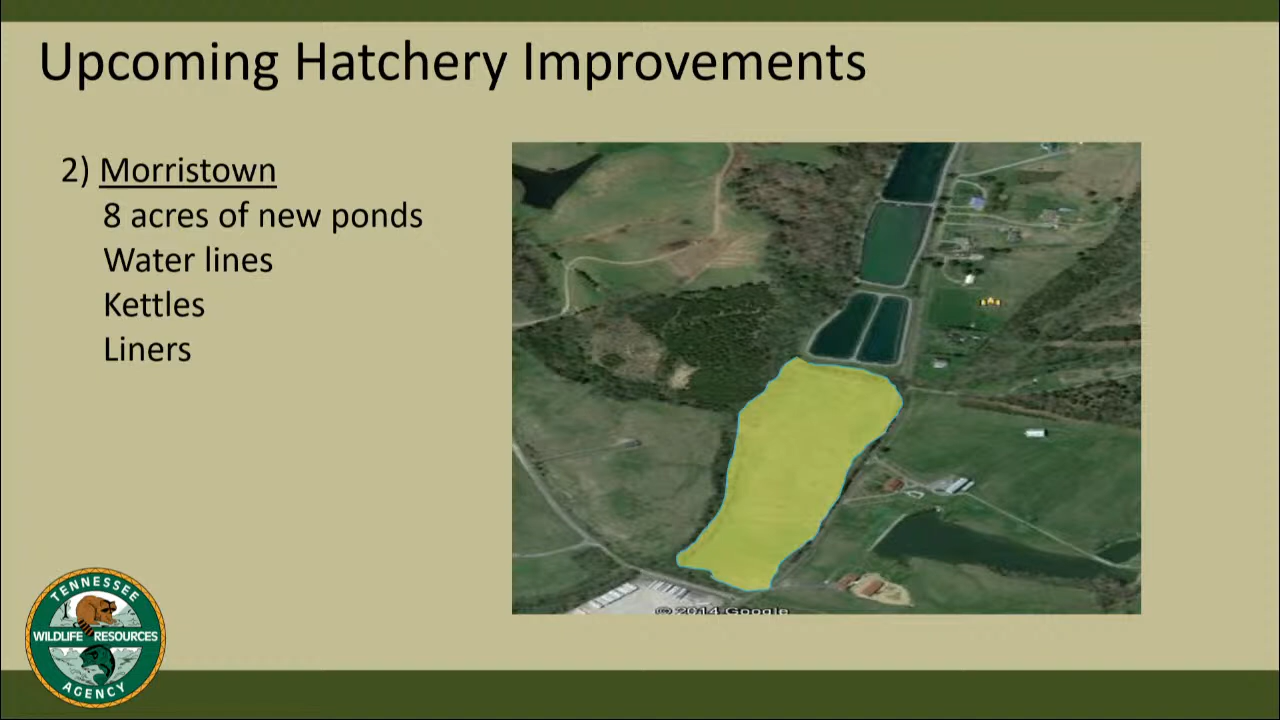 Upcoming Hatchery Improvements
2) Morristown
8 acres of new ponds
Water lines
Kettles
Liners
© 2014 Google
TENNESSEE
WILDLIFE RESOURCES
AGENCY